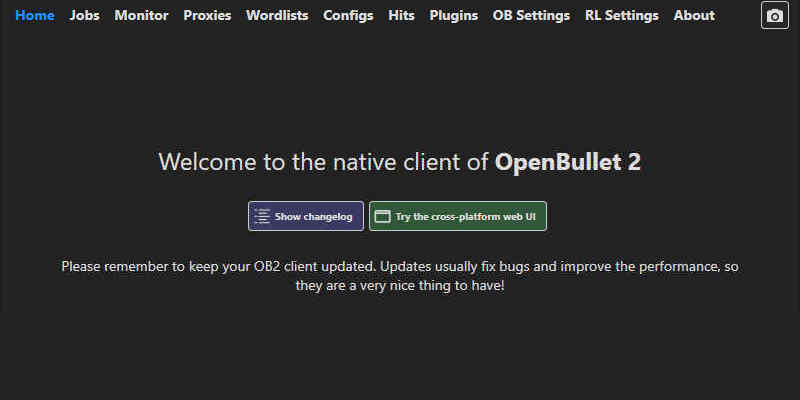 Home Jobs Monitor Proxies Wordlists Configs Hits Plugins OB Settings RL Settings About
Welcome to the native client of OpenBullet 2
Show changelog Try the cross-platform web UI
Please remember to keep your OB2 client updated. Updates usually fix bugs and improve the performance, so
they are a very nice thing to have!